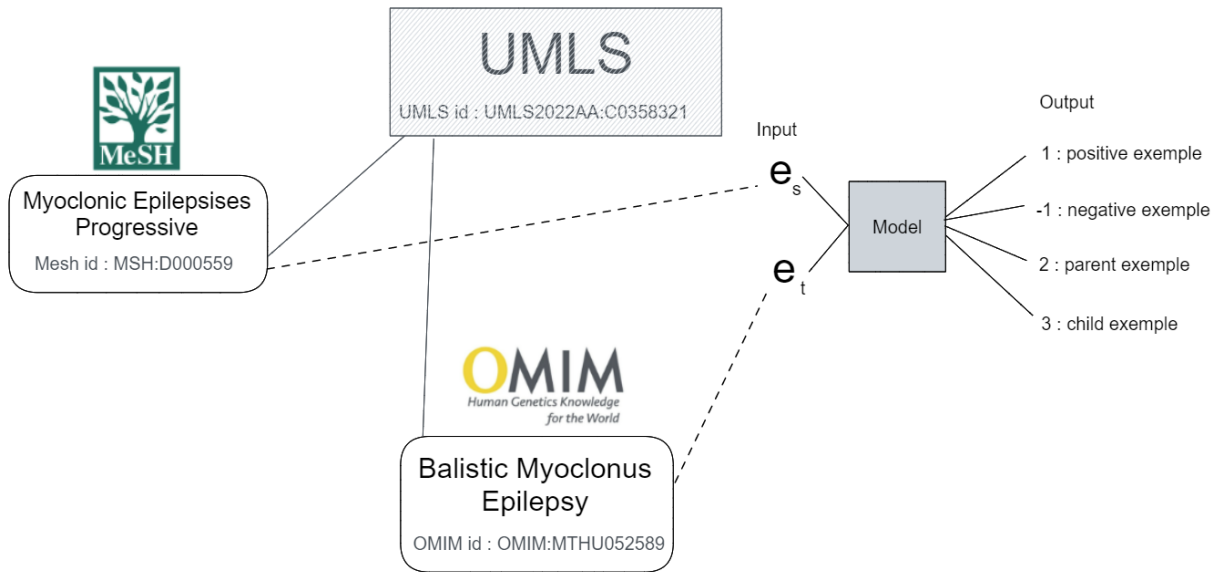 UMLS
UMLS id : UMLS2022AA:C0358321
MeSH
Myoclonic Epilepsises
Progressive
Mesh id : MSH:D000559
OMIM
Human Genetics Knowledge
for the World
Balistic Myoclonus
Epilepsy
OMIM id : OMIM:MTHU052589
Input
es
et
Model
Output
1 : positive exemple
-1 : negative exemple
2 : parent exemple
3 : child exemple